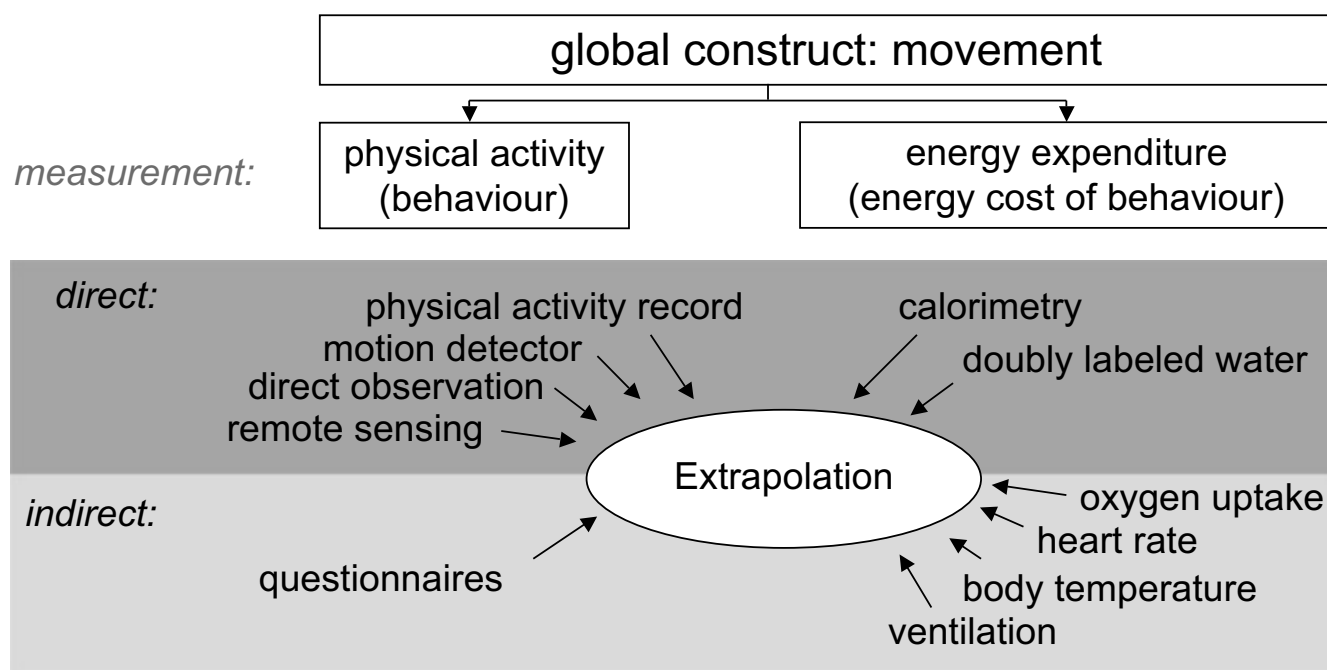 global construct: movement
measurement:
physical activity
(behaviour)
energy expenditure
(energy cost of behaviour)
direct:
physical activity record
motion detector
direct observation
remote sensing
calorimetry
doubly labeled water
Extrapolation
indirect:
questionnaires
oxygen uptake
heart rate
body temperature
ventilation